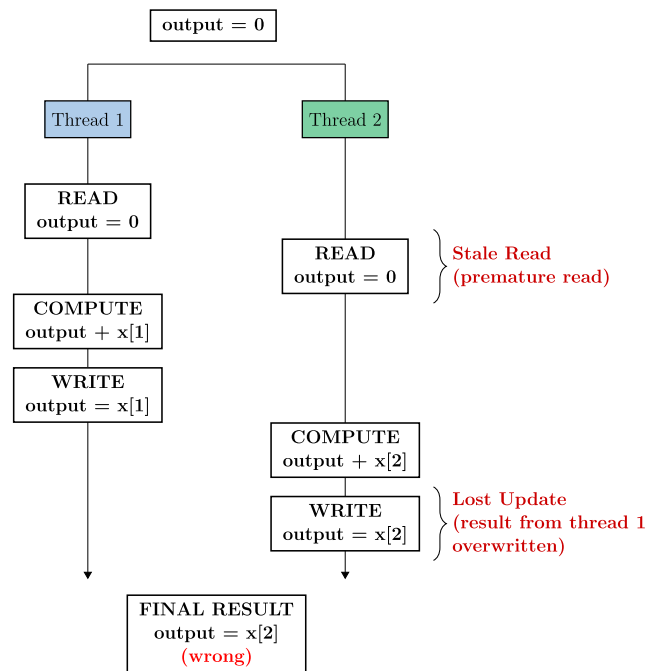 output = 0
Thread 1
Thread 2
READ
output = 0
READ
output = 0
Stale Read
(premature read)
COMPUTE
output + x[1]
WRITE
output = x[1]
COMPUTE
output + x[2]
WRITE
output = x[2]
Lost Update
(result from thread 1
overwritten)
FINAL RESULT
output = x[2]
(wrong)